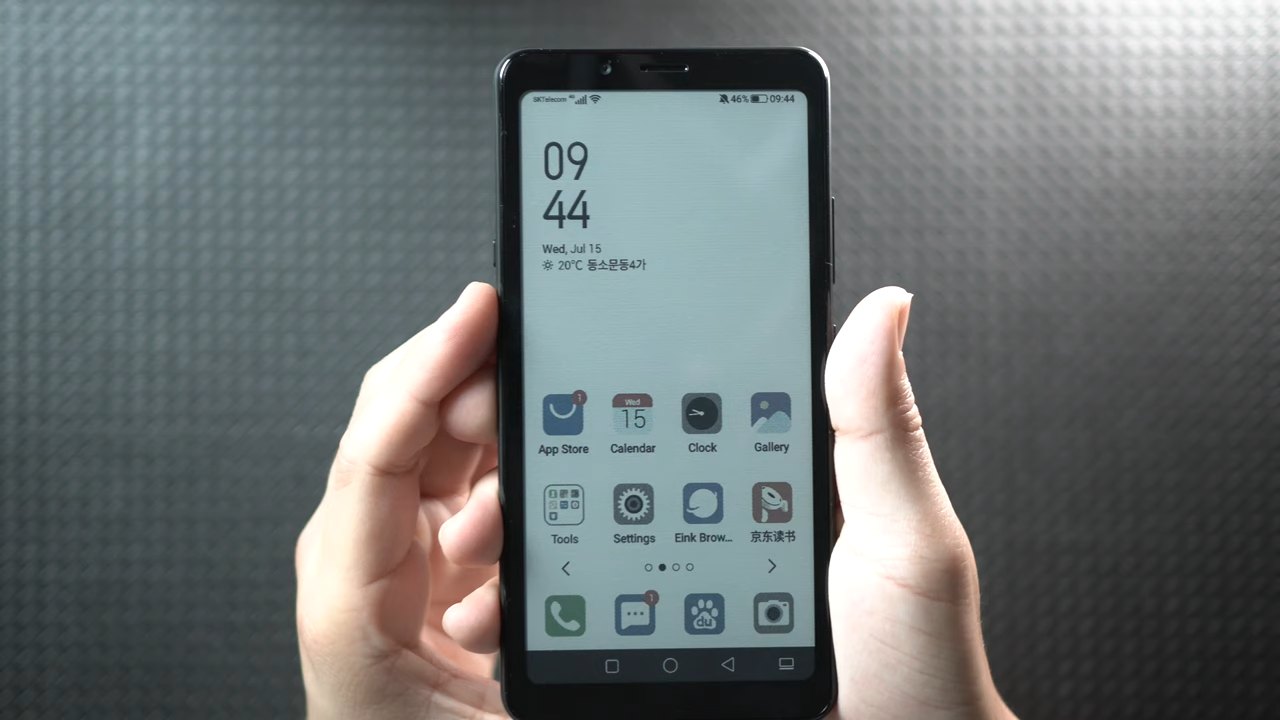 SKTelecom 4G 46% 09:44
09
44
Wed, Jul 15
20°C 동소문동4가
1
Wed
15
App Store Calendar Clock Gallery
Tools Settings Eink Brow... 京东读书
1
du